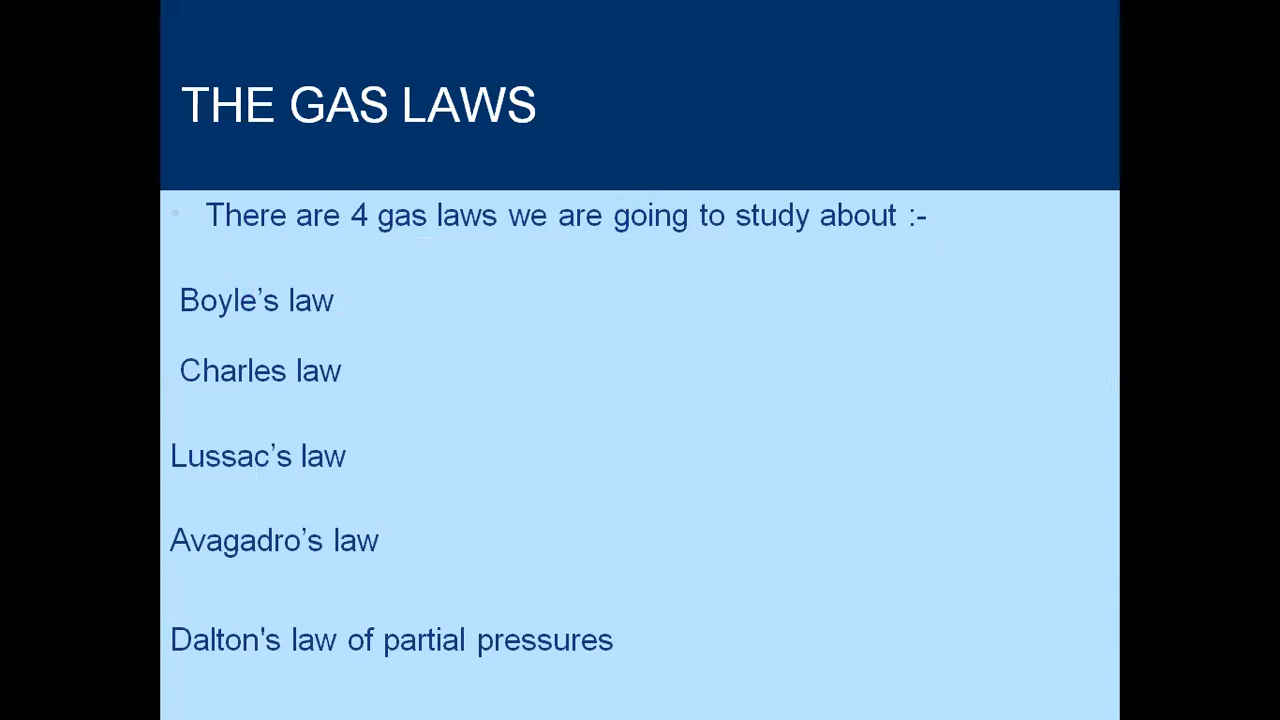 THE GAS LAWS
• There are 4 gas laws we are going to study about :-
Boyle’s law
Charles law
Lussac’s law
Avagadro’s law
Dalton's law of partial pressures